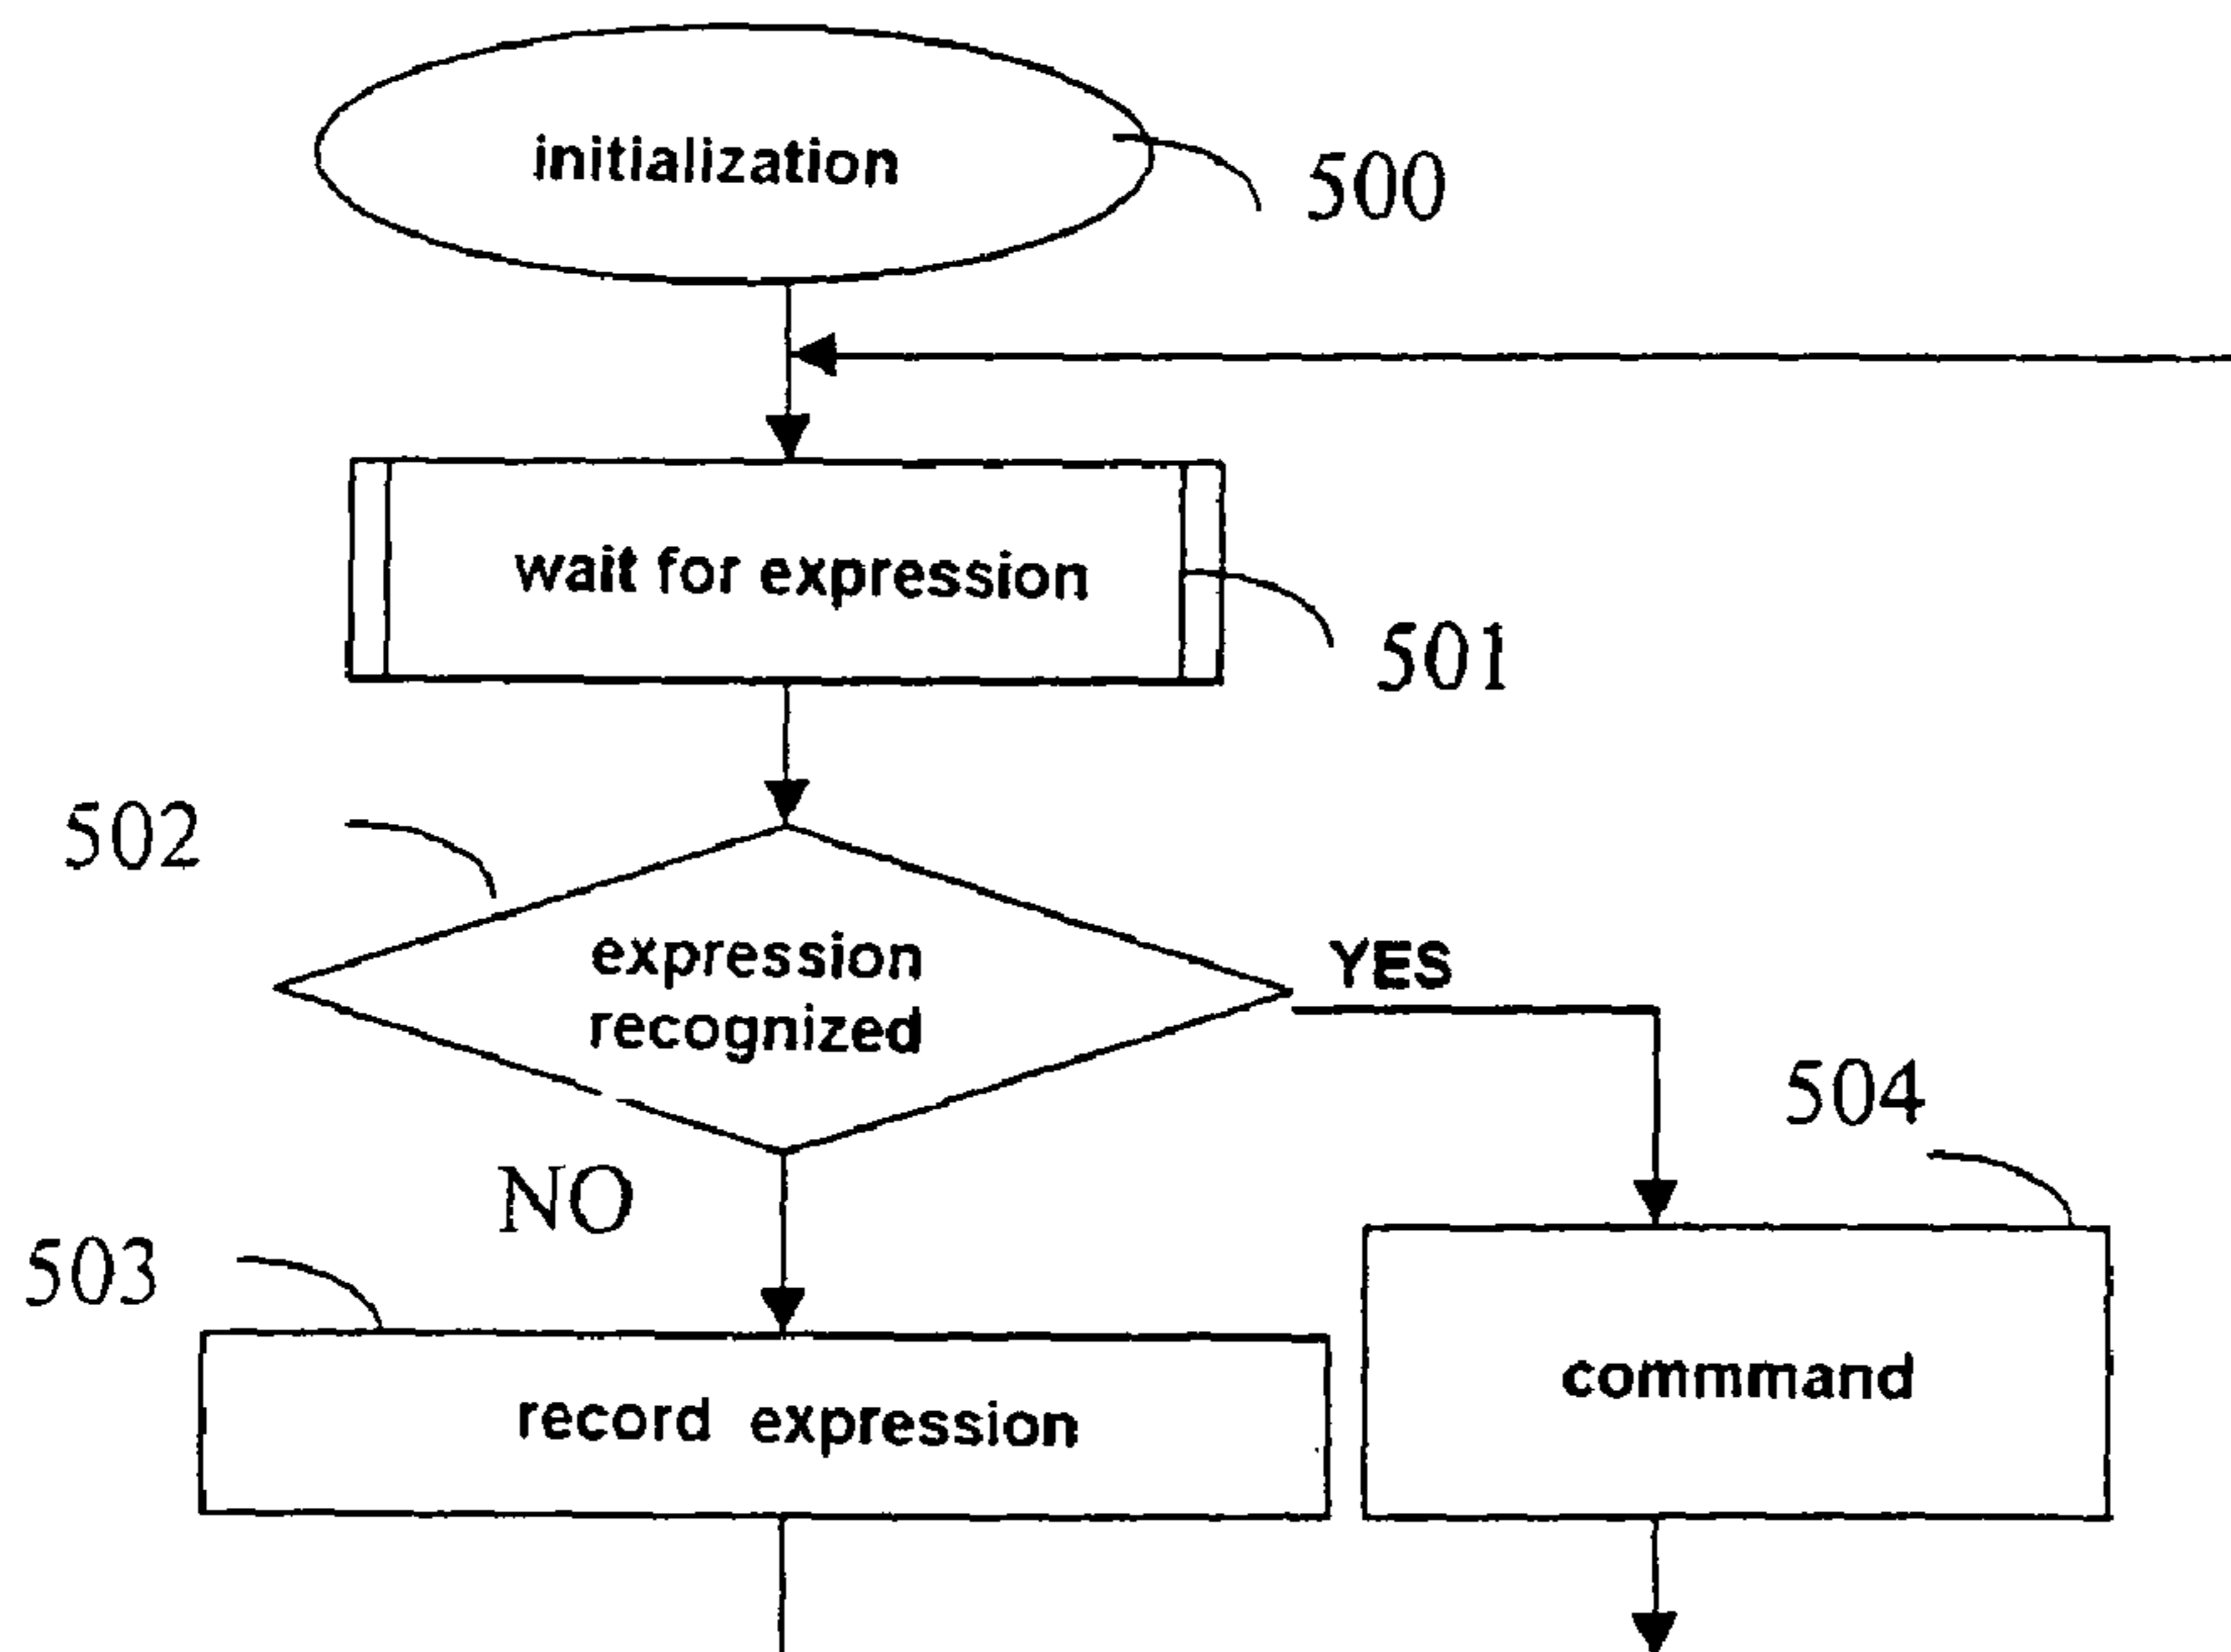 initialization
500
wait for expression
501
502
expression
recognized
YES
504
NO
503
record expression
commmand